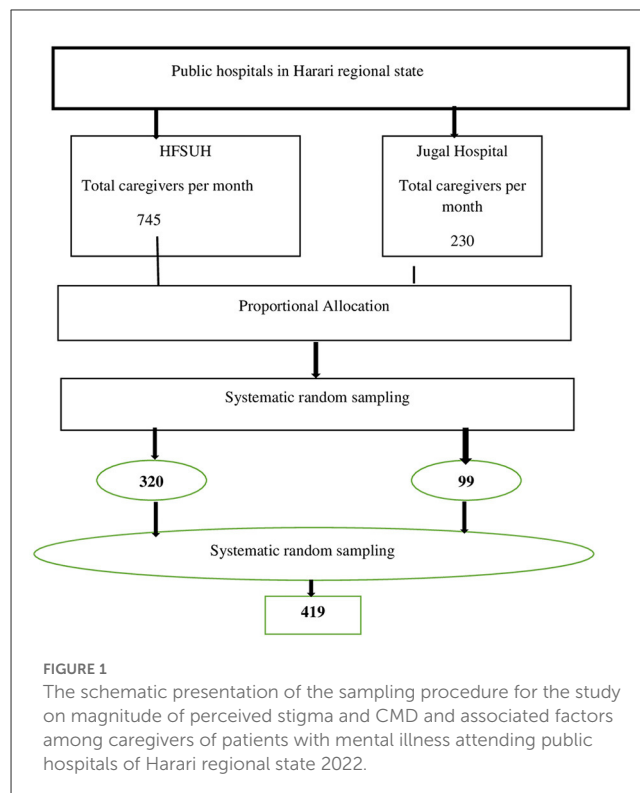 Public hospitals in Harari regional state
HFSUH
Total caregivers per month
745
Jugal Hospital
Total caregivers per
month
230
Proportional Allocation
Systematic random sampling
320
99
Systematic random sampling
419
FIGURE 1
The schematic presentation of the sampling procedure for the study
on magnitude of perceived stigma and CMD and associated factors
among caregivers of patients with mental illness attending public
hospitals of Harari regional state 2022.